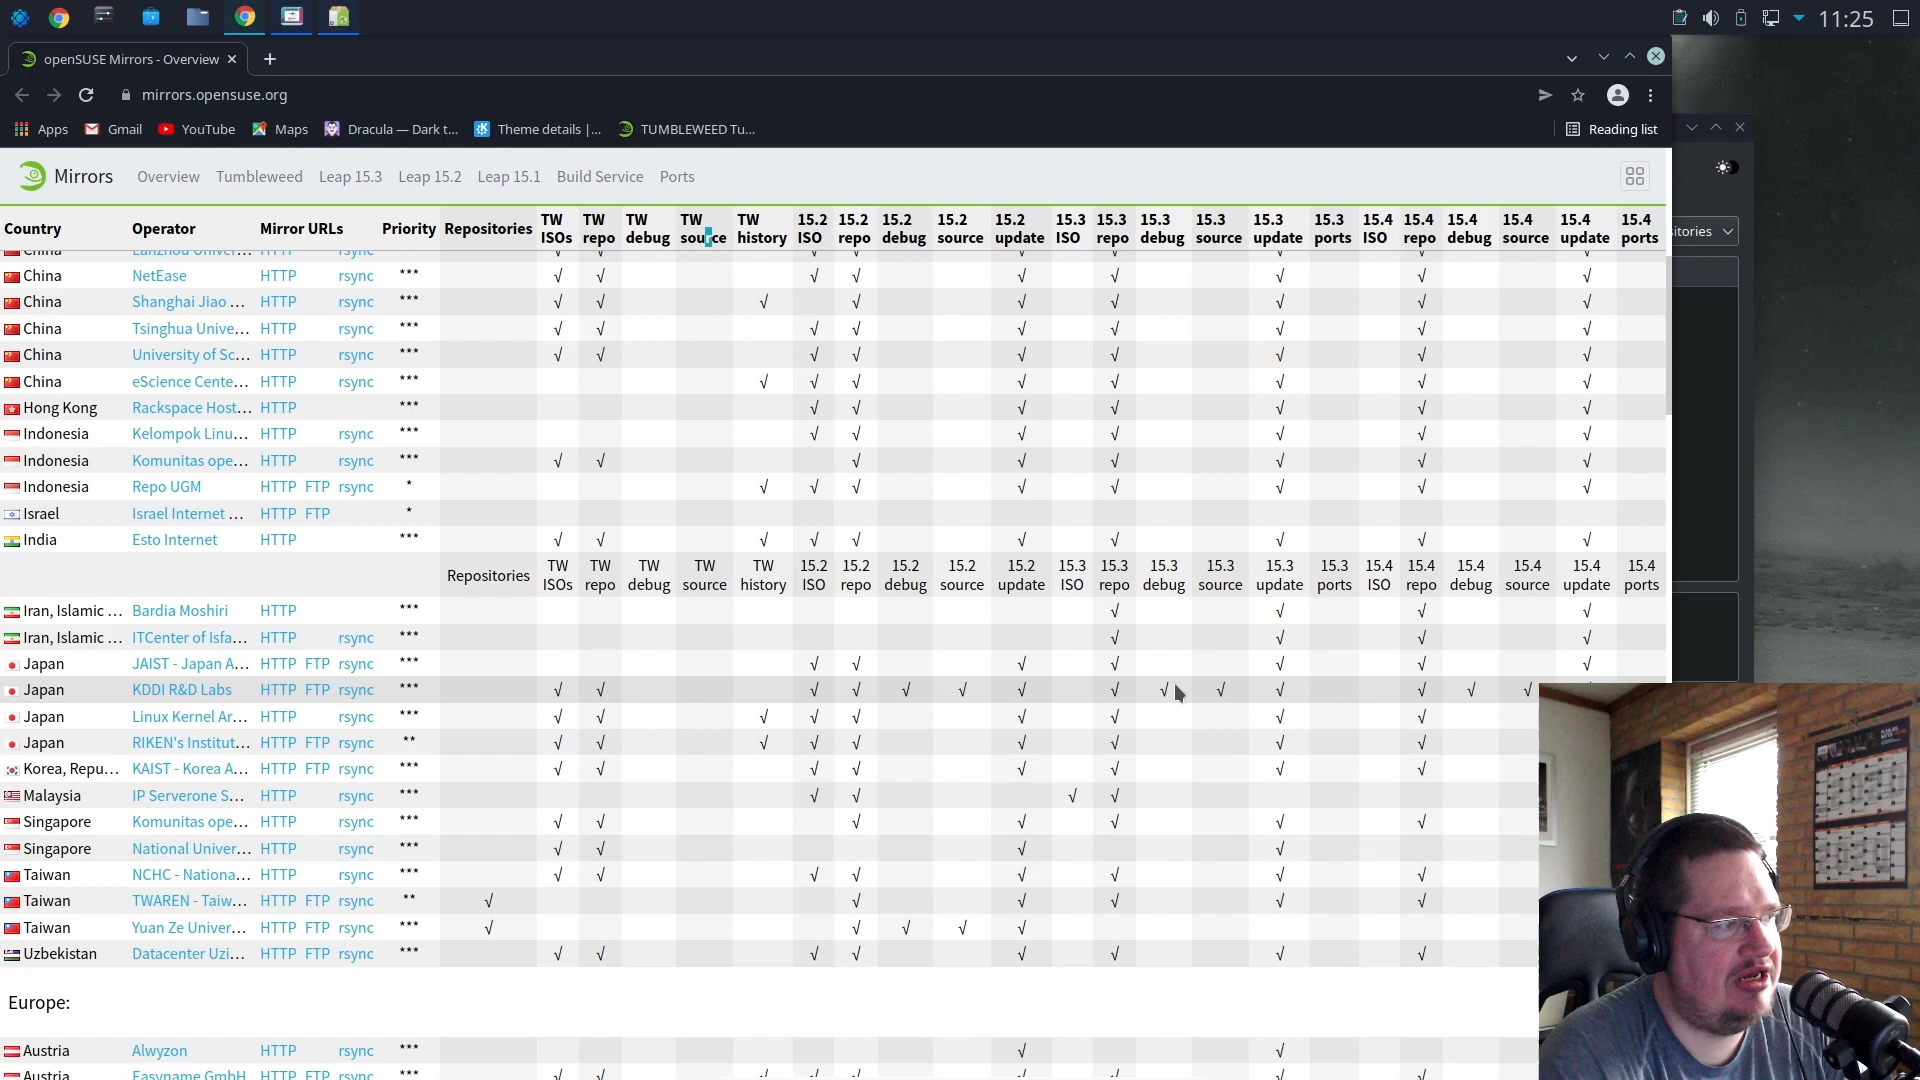 11:25
openSUSE Mirrors - Overview
mirrors.opensuse.org
Apps Gmail YouTube Maps Dracula — Dark t... Theme details |... TUMBLEWEED Tu... Reading list
Mirrors Overview Tumbleweed Leap 15.3 Leap 15.2 Leap 15.1 Build Service Ports
itories
Country Operator Mirror URLs Priority Repositories TW ISOs TW repo TW debug TW source TW history 15.2 ISO 15.2 repo 15.2 debug 15.2 source 15.2 update 15.3 ISO 15.3 repo 15.3 debug 15.3 source 15.3 update 15.3 ports 15.4 ISO 15.4 repo 15.4 debug 15.4 source 15.4 update 15.4 ports
China Lanzhou Univer... HTTP rsync √ √ √ √ √ √ √ √ √
China NetEase HTTP rsync *** √ √ √ √ √ √ √ √ √
China Shanghai Jiao ... HTTP rsync *** √ √ √ √ √ √ √ √ √
China Tsinghua Unive... HTTP rsync *** √ √ √ √ √ √ √ √ √
China University of Sc... HTTP rsync *** √ √ √ √ √ √ √ √ √
China eScience Cente... HTTP rsync *** √ √ √ √ √ √ √ √
Hong Kong Rackspace Host... HTTP *** √ √ √ √ √ √ √
Indonesia Kelompok Linu... HTTP rsync *** √ √ √ √ √ √ √
Indonesia Komunitas ope... HTTP rsync *** √ √ √ √ √ √ √ √
Indonesia Repo UGM HTTP FTP rsync * √ √ √ √ √ √ √ √
Israel Israel Internet ... HTTP FTP *
India Esto Internet HTTP *** √ √ √ √ √ √ √ √ √ √
Repositories TW ISOs TW repo TW debug TW source TW history 15.2 ISO 15.2 repo 15.2 debug 15.2 source 15.2 update 15.3 ISO 15.3 repo 15.3 debug 15.3 source 15.3 update 15.3 ports 15.4 ISO 15.4 repo 15.4 debug 15.4 source 15.4 update 15.4 ports
Iran, Islamic ... Bardia Moshiri HTTP *** √ √ √ √
Iran, Islamic ... ITCenter of Isfa... HTTP rsync *** √ √ √ √
Japan JAIST - Japan A... HTTP FTP rsync *** √ √ √ √ √ √ √
Japan KDDI R&D Labs HTTP FTP rsync *** √ √ √ √ √ √ √ √ √ √ √ √ √ √
Japan Linux Kernel Ar... HTTP rsync *** √ √ √ √ √ √ √ √ √
Japan RIKEN's Institut... HTTP FTP rsync ** √ √ √ √ √ √ √ √ √
Korea, Repu... KAIST - Korea A... HTTP FTP rsync *** √ √ √ √ √ √ √ √
Malaysia IP Serverone S... HTTP rsync *** √ √ √ √
Singapore Komunitas ope... HTTP rsync *** √ √ √ √ √ √ √
Singapore National Univer... HTTP rsync *** √ √ √ √
Taiwan NCHC - Nationa... HTTP rsync *** √ √ √ √ √ √ √ √
Taiwan TWAREN - Taiw... HTTP FTP rsync ** √ √ √ √ √ √
Taiwan Yuan Ze Univer... HTTP FTP rsync *** √ √ √ √ √
Uzbekistan Datacenter Uzi... HTTP FTP rsync *** √ √ √ √ √ √ √ √
Europe:
Austria Alwyzon HTTP rsync *** √ √
Austria Easyname GmbH HTTP FTP rsync *** √ √ √ √ √ √ √ √